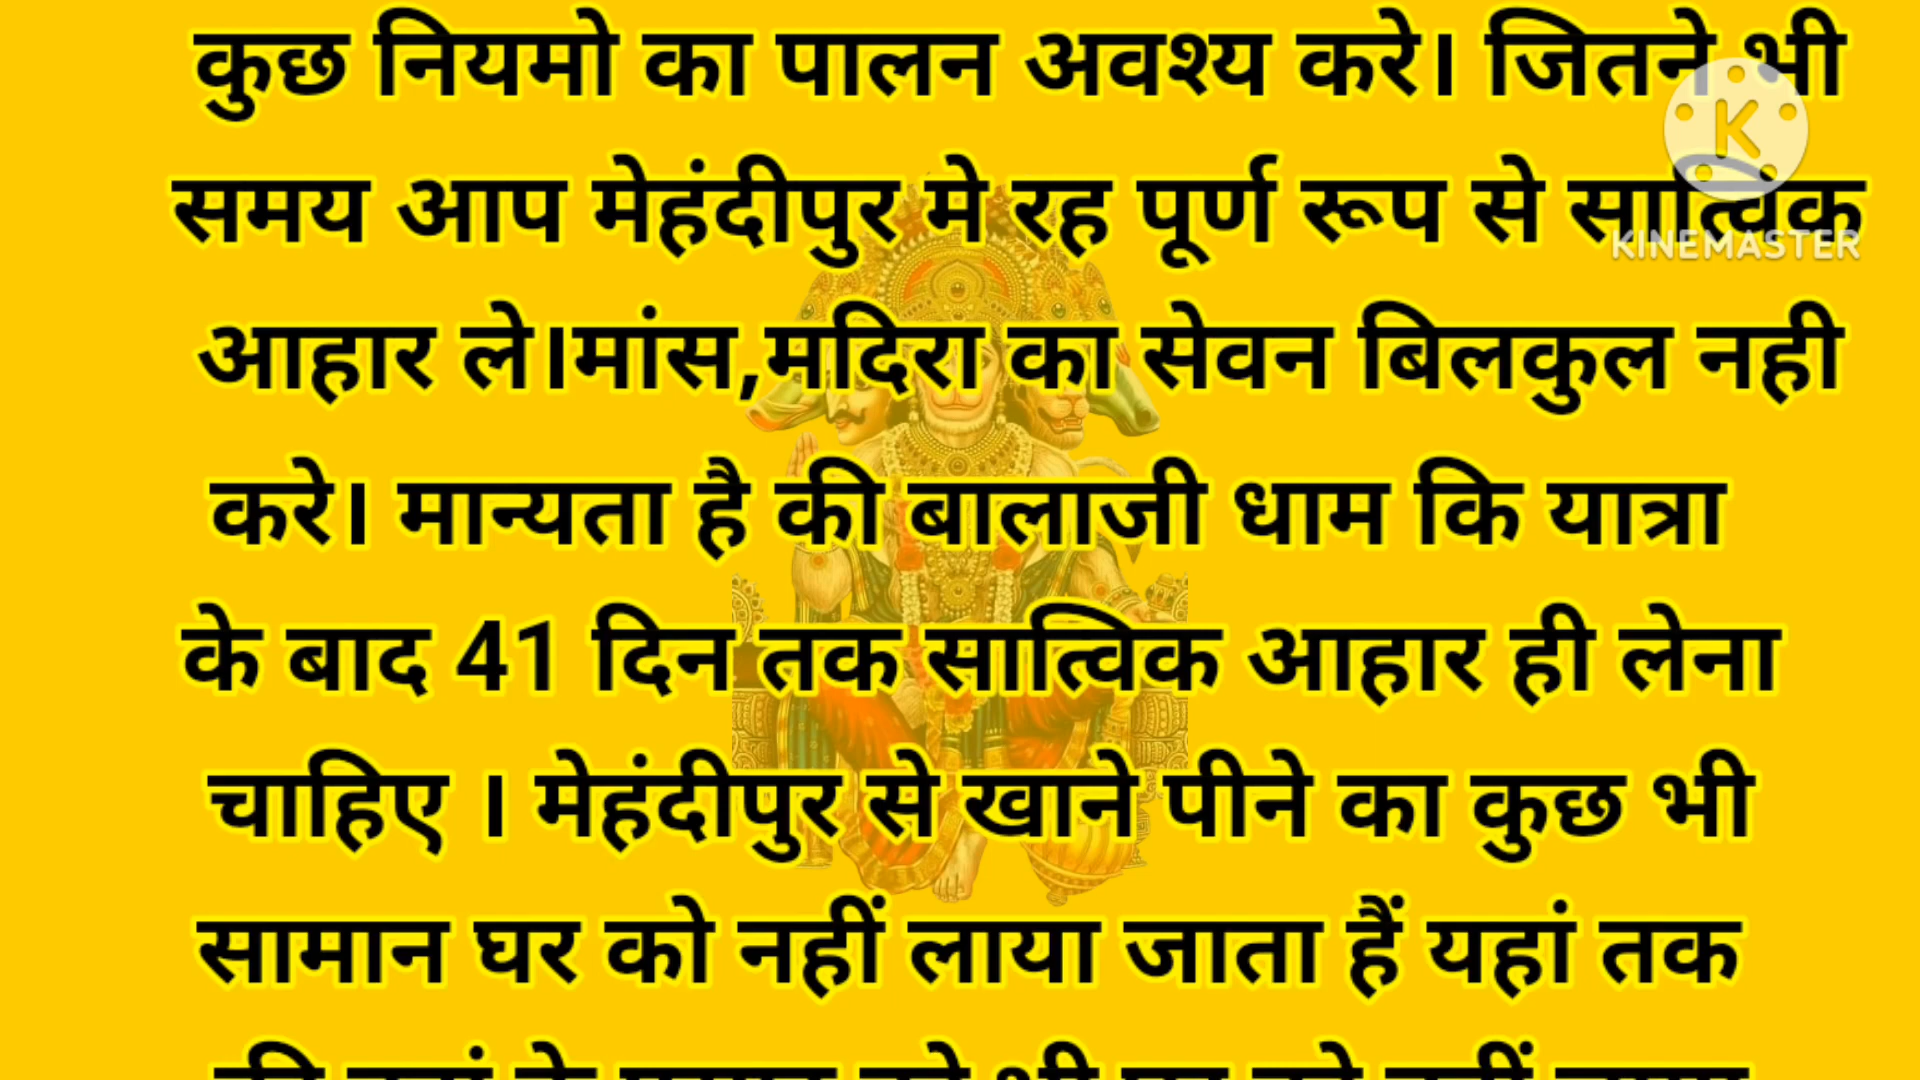 कुछ नियमो का पालन अवश्य करे। जितने भी
समय आप मेहंदीपुर मे रह पूर्ण रूप से सात्विक
KINEMASTER
आहार ले।मांस,मदिरा का सेवन बिलकुल नही
करे। मान्यता है की बालाजी धाम कि यात्रा
के बाद 41 दिन तक सात्विक आहार ही लेना
चाहिए । मेहंदीपुर से खाने पीने का कुछ भी
सामान घर को नहीं लाया जाता हैं यहां तक